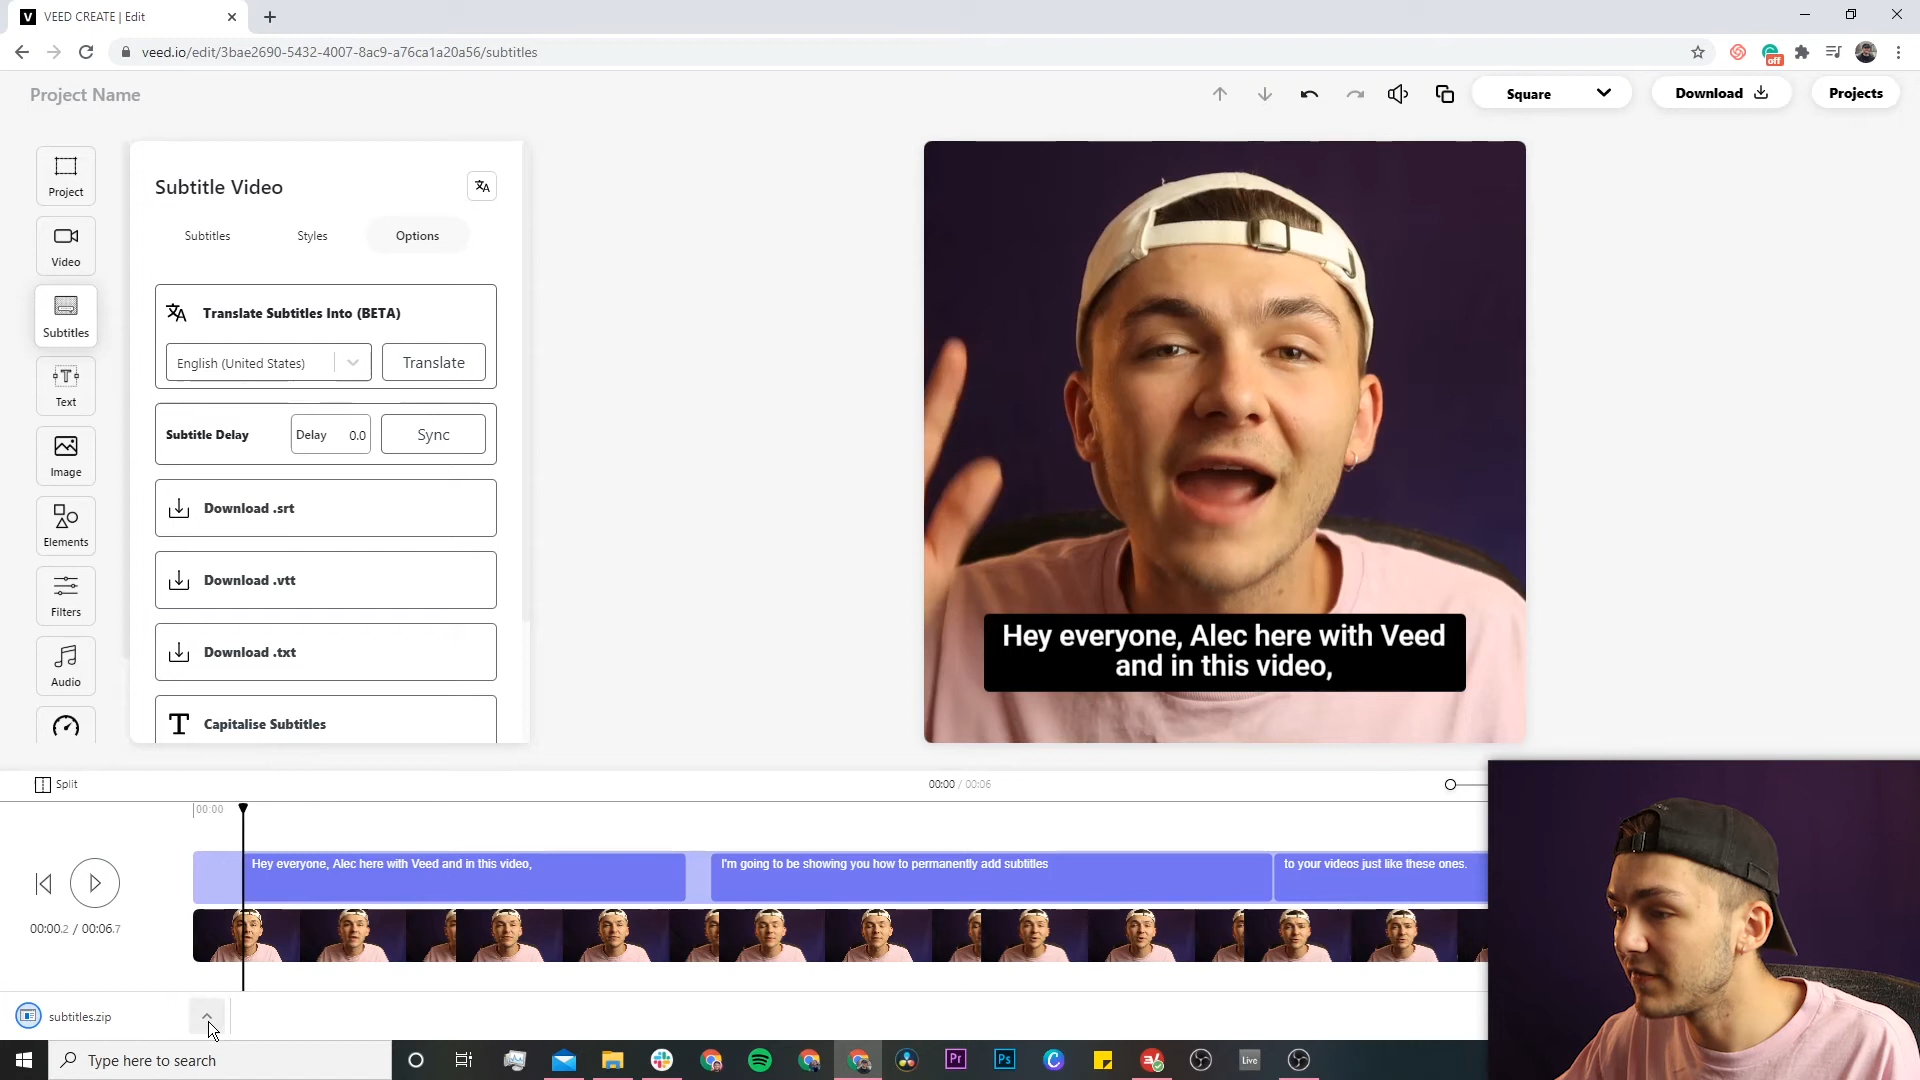 VEED CREATE | Edit
veed.io/edit/3bae2690-5432-4007-8ac9-a76ca1a20a56/subtitles
off
Project Name
Square
Download
Projects
Project
Video
Subtitles
Text
Image
Elements
Filters
Audio
Subtitle Video
Subtitles
Styles
Options
Translate Subtitles Into (BETA)
English (United States)
Translate
Subtitle Delay
Delay
0.0
Sync
Download .srt
Download .vtt
Download .txt
Capitalise Subtitles
Hey everyone, Alec here with Veed
and in this video,
Split
00:00 / 00:06
00:00
Hey everyone, Alec here with Veed and in this video,
I'm going to be showing you how to permanently add subtitles
to your videos just like these ones.
00:00.2 / 00:06.7
subtitles.zip
Type here to search
Pr
Ps
Live